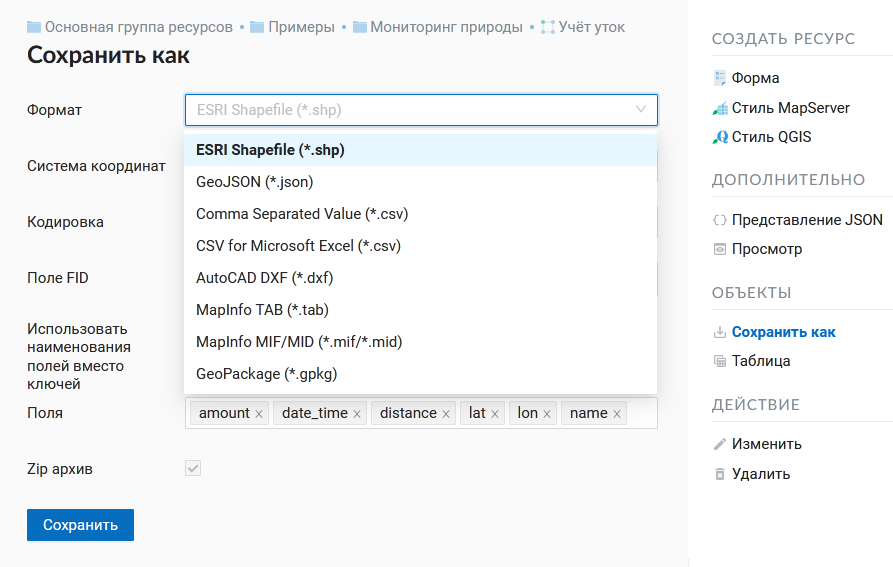 Основная группа ресурсов • Примеры • Мониторинг природы • Учёт уток
Сохранить как
Формат
ESRI Shapefile (*.shp)
ESRI Shapefile (*.shp)
GeoJSON (*.json)
Comma Separated Value (*.csv)
CSV for Microsoft Excel (*.csv)
AutoCAD DXF (*.dxf)
MapInfo TAB (*.tab)
MapInfo MIF/MID (*.mif/*.mid)
GeoPackage (*.gpkg)
Система координат
Кодировка
Поле FID
Использовать
наименования
полей вместо
ключей
Поля
amount × date_time × distance × lat × lon × name ×
Zip архив
Сохранить
СОЗДАТЬ РЕСУРС
Форма
Стиль MapServer
Стиль QGIS
ДОПОЛНИТЕЛЬНО
Представление JSON
Просмотр
ОБЪЕКТЫ
Сохранить как
Таблица
ДЕЙСТВИЕ
Изменить
Удалить